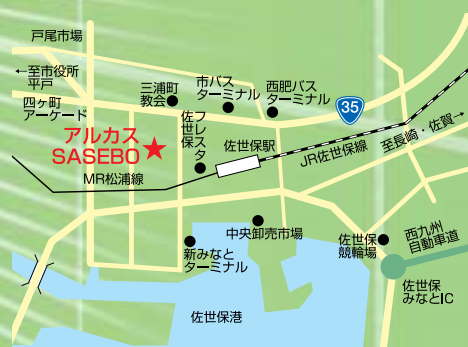 戸尾市場
←至市役所
平戸
四ヶ町
アーケード
三浦町
教会
市バス
ターミナル
西肥バス
ターミナル
35
アルカス
SASEBO
佐世保
フレスタ
佐世保駅
JR佐世保線
至長崎・佐賀→
MR松浦線
中央卸売市場
新みなと
ターミナル
佐世保
競輪場
西九州
自動車道
佐世保
みなとIC
佐世保港